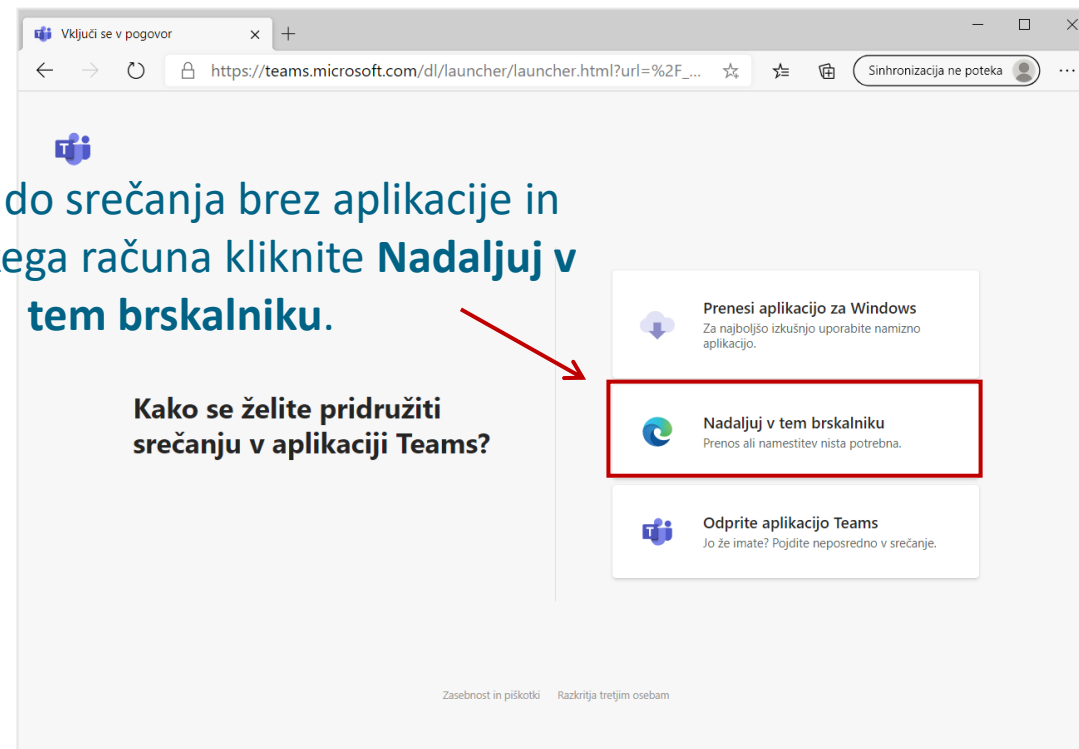 Vključi se v pogovor
https://teams.microsoft.com/dl/launcher/launcher.html?url=%2F_...
Sinhronizacija ne poteka
do srečanja brez aplikacije in
ega računa kliknite Nadaljuj v
tem brskalniku.
Kako se želite pridružiti
srečanju v aplikaciji Teams?
Prenesi aplikacijo za Windows
Za najboljšo izkušnjo uporabite namizno
aplikacijo.
Nadaljuj v tem brskalniku
Prenos ali namestitev nista potrebna.
Odprite aplikacijo Teams
Jo že imate? Pojdite neposredno v srečanje.
Zasebnost in piškotki Razkritja tretjim osebam